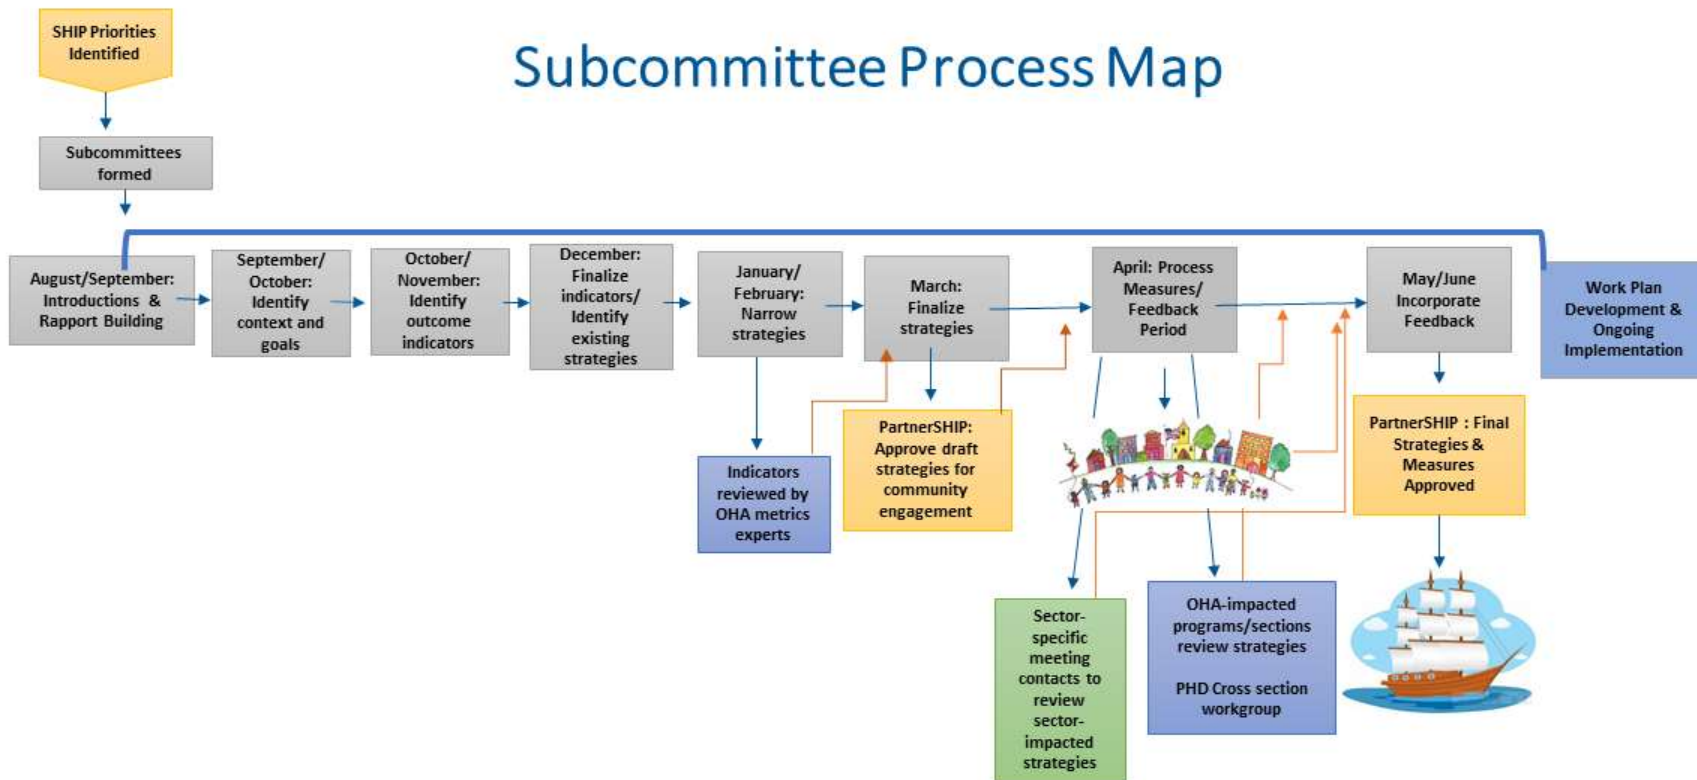 SHIP Priorities
Identified
Subcommittee Process Map
Subcommittees
formed
August/September:
Introductions &
Rapport Building
September/
October:
Identify
context and
goals
October/
November:
Identify
outcome
indicators
December:
Finalize
indicators/
Identify
existing
strategies
January/
February:
Narrow
strategies
March:
Finalize
strategies
April: Process
Measures/
Feedback
Period
May/June
Incorporate
Feedback
Work Plan
Development &
Ongoing
Implementation
Indicators
reviewed by
OHA metrics
experts
PartnerSHIP:
Approve draft
strategies for
community
engagement
PartnerSHIP : Final
Strategies &
Measures
Approved
Sector-
specific
meeting
contacts to
review
sector-
impacted
strategies
OHA-impacted
programs/sections
review strategies
PHD Cross section
workgroup